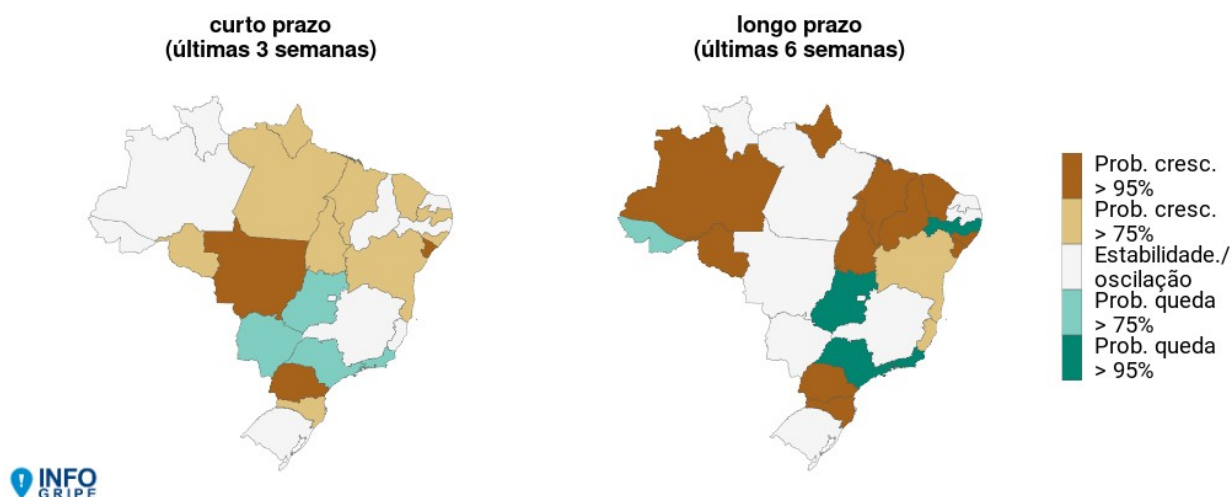 curto prazo
(últimas 3 semanas)
longo prazo
(últimas 6 semanas)
Prob. cresc.
> 95%
Prob. cresc.
> 75%
Estabilidade./
oscilação
Prob. queda
> 75%
Prob. queda
> 95%
INFO
GRIPE